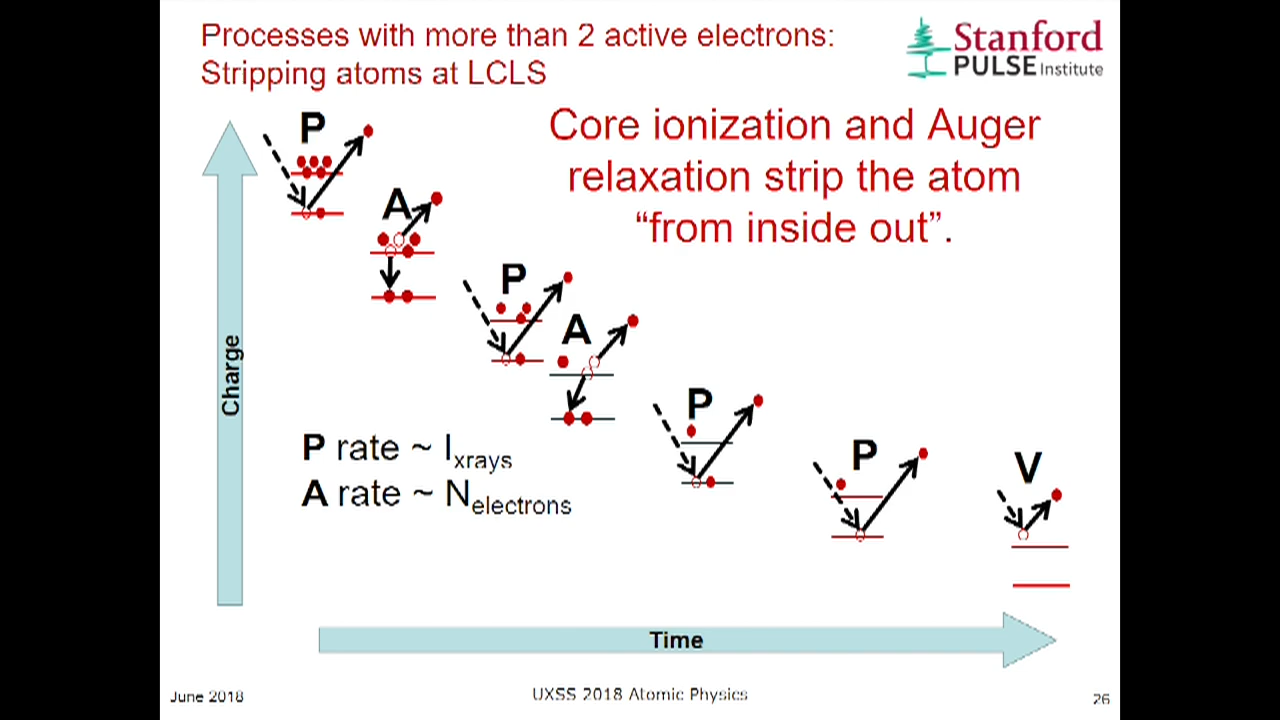 Processes with more than 2 active electrons:
Stripping atoms at LCLS
Stanford
PULSE Institute
Core ionization and Auger
relaxation strip the atom
“from inside out”.
P
A
P
A
P
P
V
Charge
P rate ~ Ixrays
A rate ~ Nelectrons
Time
June 2018
UXSS 2018 Atomic Physics
26